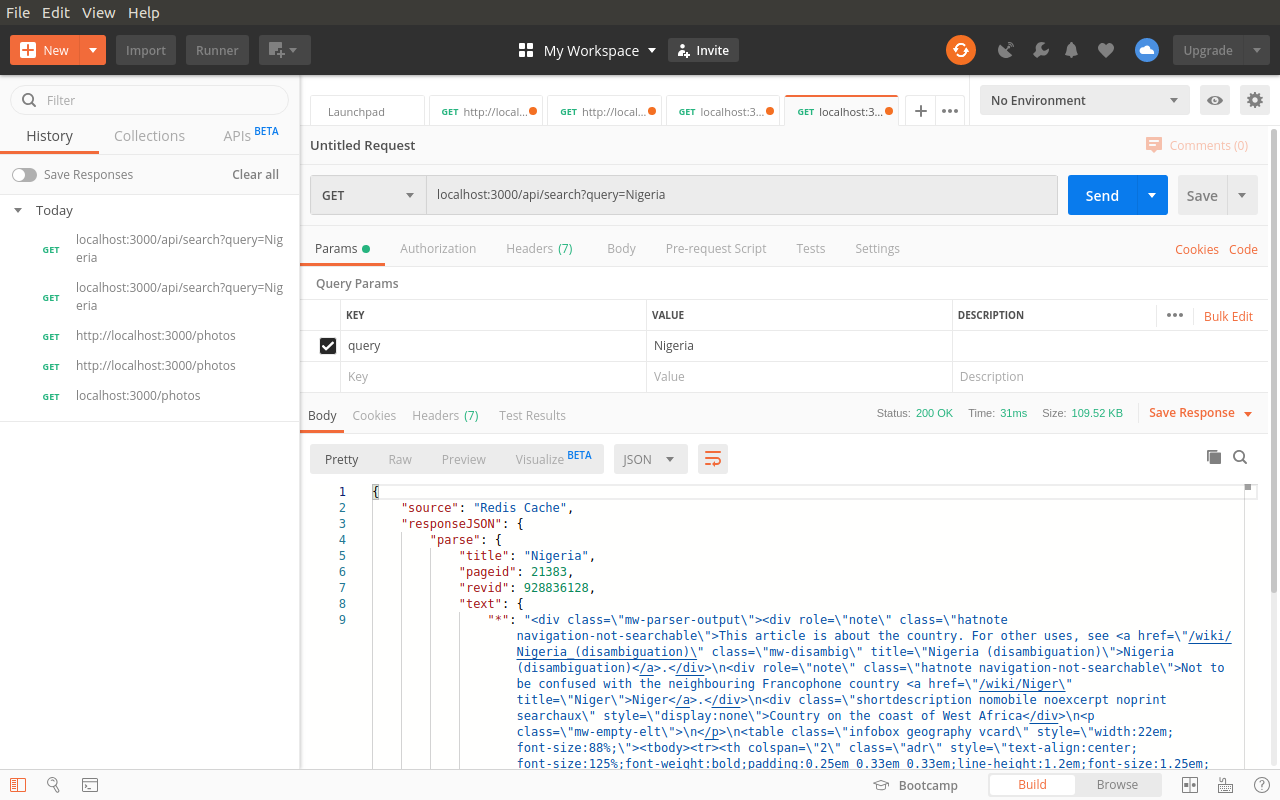 File Edit View Help
New Import Runner My Workspace Invite Upgrade
Filter
History Collections APIs BETA
Save Responses Clear all
Today
GET localhost:3000/api/search?query=Nig
eria
GET localhost:3000/api/search?query=Nig
eria
GET http://localhost:3000/photos
GET http://localhost:3000/photos
GET localhost:3000/photos
Launchpad GET http://local... GET http://local... GET localhost:3... GET localhost:3... No Environment
Untitled Request Comments (0)
GET localhost:3000/api/search?query=Nigeria Send Save
Params Authorization Headers (7) Body Pre-request Script Tests Settings Cookies Code
Query Params
KEY VALUE DESCRIPTION Bulk Edit
query Nigeria
Key Value Description
Body Cookies Headers (7) Test Results Status: 200 OK Time: 31ms Size: 109.52 KB Save Response
Pretty Raw Preview Visualize BETA JSON
1 {
2 "source": "Redis Cache",
3 "responseJSON": {
4 "parse": {
5 "title": "Nigeria",
6 "pageid": 21383,
7 "revid": 928836128,
8 "text": {
9 "*": "<div class=\"mw-parser-output\"><div role=\"note\" class=\"hatnote
navigation-not-searchable\">This article is about the country. For other uses, see <a href=\"/wiki/
Nigeria_(disambiguation)\" class=\"mw-disambig\" title=\"Nigeria (disambiguation)\">Nigeria
(disambiguation)</a>.</div>\n<div role=\"note\" class=\"hatnote navigation-not-searchable\">Not to
be confused with the neighbouring Francophone country <a href=\"/wiki/Niger\"
title=\"Niger\">Niger</a>.</div>\n<div class=\"shortdescription nomobile noexcerpt noprint
searchaux\" style=\"display:none\">Country on the coast of West Africa</div>\n<p
class=\"mw-empty-elt\">\n</p>\n<table class=\"infobox geography vcard\" style=\"width:22em;
font-size:88%;\"><tbody><tr><th colspan=\"2\" class=\"adr\" style=\"text-align:center;
font-size:125%;font-weight:bold;padding:0.25em 0.33em 0.33em;line-height:1.2em;font-size:1.25em;
Bootcamp Build Browse